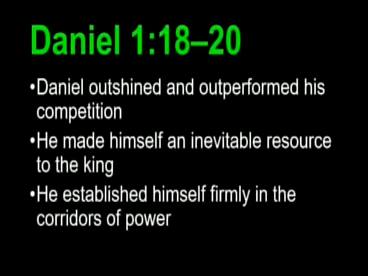 Daniel 1:18–20
•Daniel outshined and outperformed his
competition
•He made himself an inevitable resource
to the king
•He established himself firmly in the
corridors of power